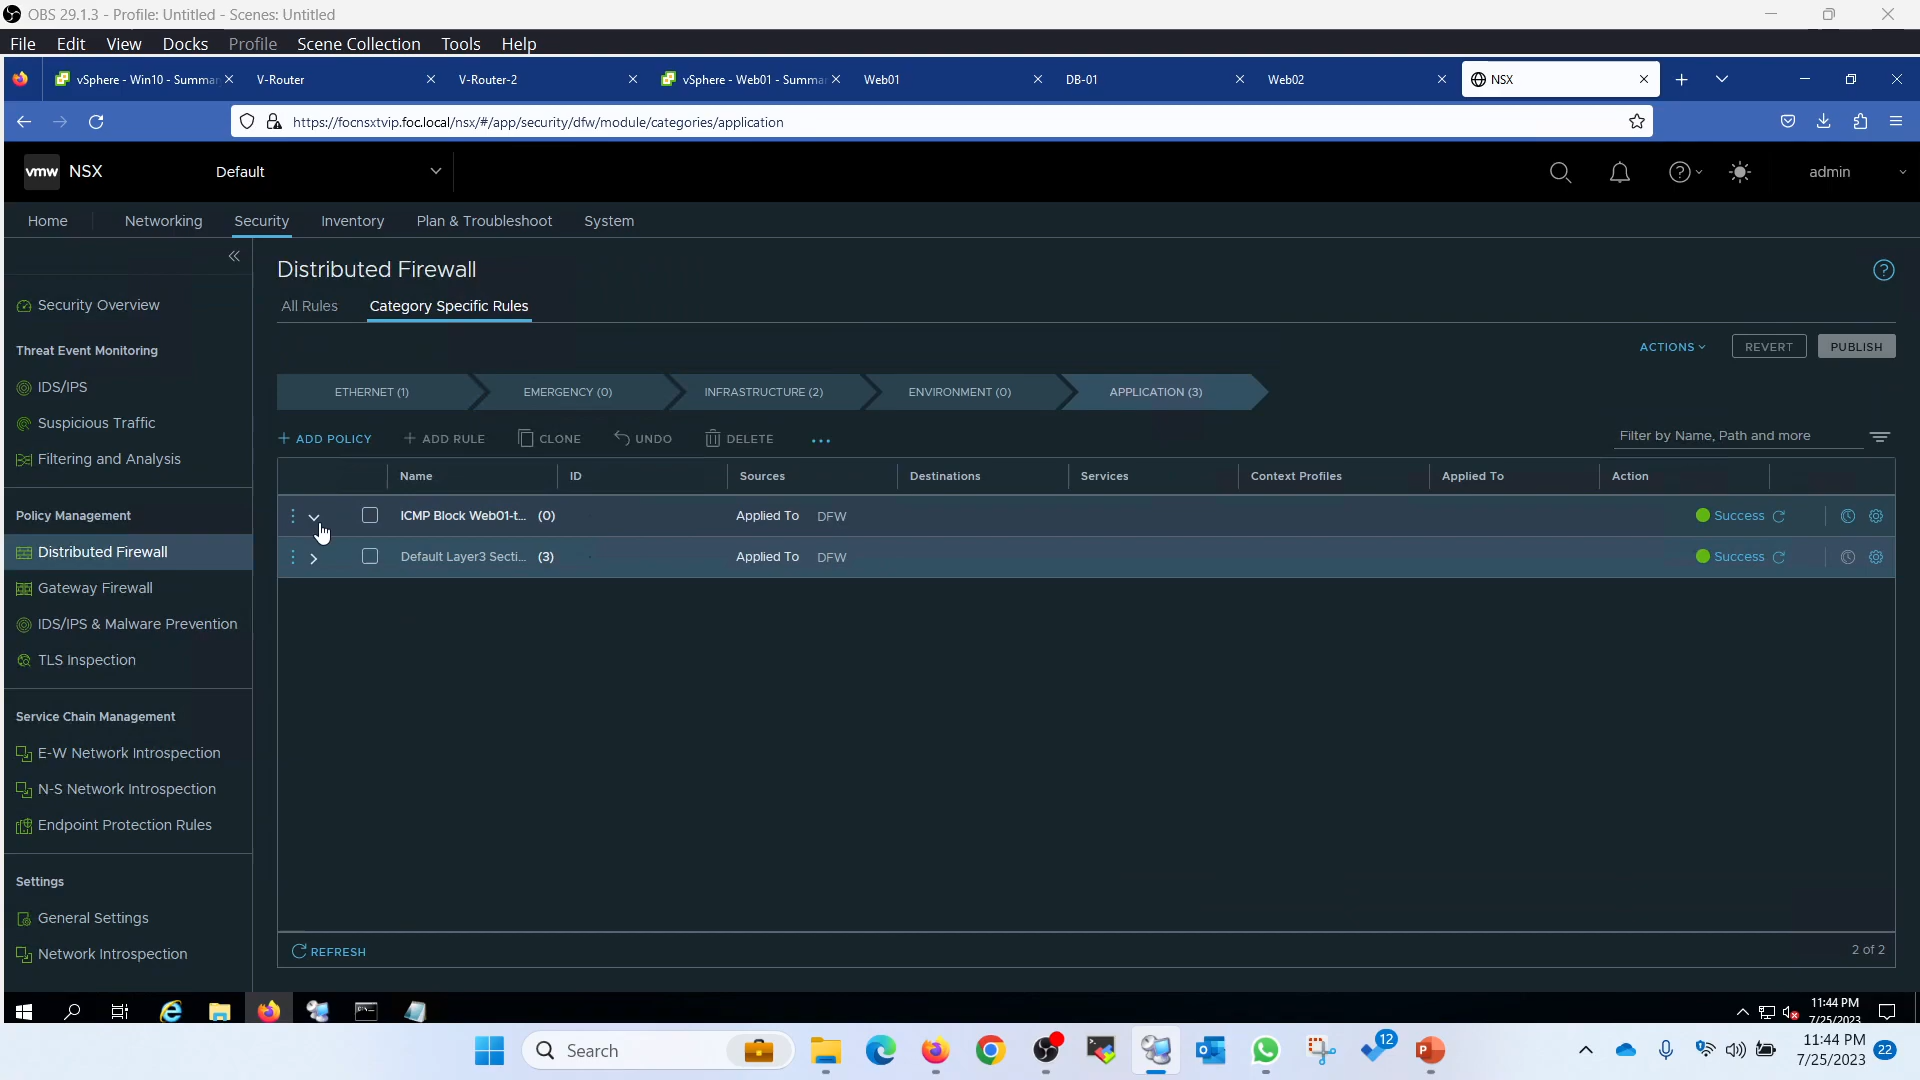 OBS 29.1.3 - Profile: Untitled - Scenes: Untitled
File Edit View Docks Profile Scene Collection Tools Help
vSphere - Win10 - Summar V-Router V-Router-2 vSphere - Web01 - Summar Web01 DB-01 Web02 NSX
https://focnsxtvip.foc.local/nsx/#/app/security/dfw/module/categories/application
vmw NSX Default admin
Home Networking Security Inventory Plan & Troubleshoot System
Distributed Firewall
All Rules Category Specific Rules
ACTIONS REVERT PUBLISH
ETHERNET (1) EMERGENCY (0) INFRASTRUCTURE (2) ENVIRONMENT (0) APPLICATION (3)
+ ADD POLICY + ADD RULE CLONE UNDO DELETE ... Filter by Name, Path and more
Name ID Sources Destinations Services Context Profiles Applied To Action
ICMP Block Web01-t... (0) Applied To DFW Success
Default Layer3 Secti... (3) Applied To DFW Success
REFRESH 2 of 2
Security Overview
Threat Event Monitoring
IDS/IPS
Suspicious Traffic
Filtering and Analysis
Policy Management
Distributed Firewall
Gateway Firewall
IDS/IPS & Malware Prevention
TLS Inspection
Service Chain Management
E-W Network Introspection
N-S Network Introspection
Endpoint Protection Rules
Settings
General Settings
Network Introspection
11:44 PM
7/25/2023
Search 12 11:44 PM
7/25/2023 22